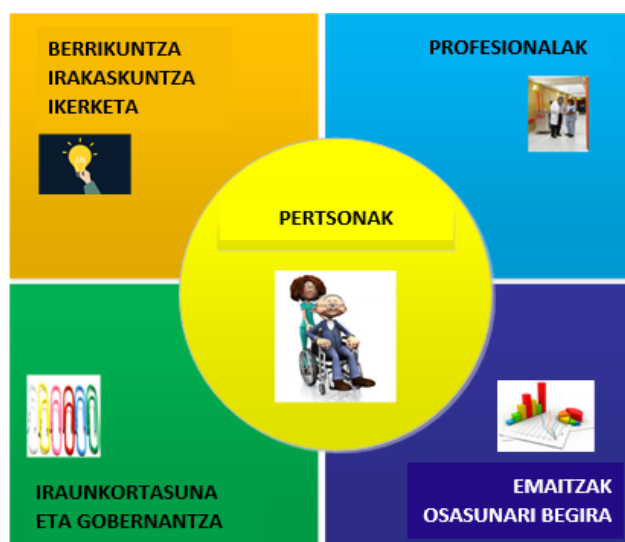 BERRIKUNTZA
IRAKASKUNTZA
IKERKETA
PROFESIONALAK
PERTSONAK
IRAUNKORTASUNA
ETA GOBERNANTZA
EMAITZAK
OSASUNARI BEGIRA